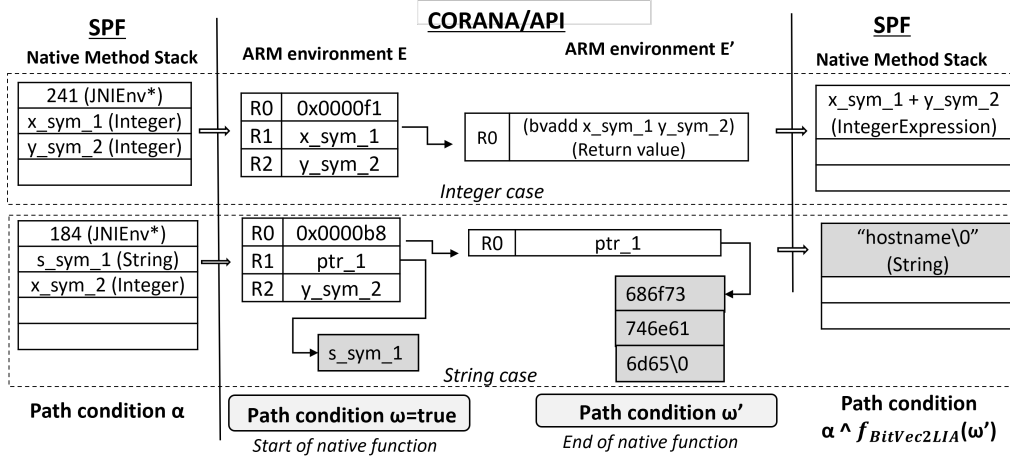 SPF
CORANA/API
SPF
Native Method Stack
ARM environment E
ARM environment E’
Native Method Stack
241 (JNIEnv*)
x_sym_1 (Integer)
y_sym_2 (Integer)
R0 0x0000f1
R1 x_sym_1
R2 y_sym_2
R0 (bvadd x_sym_1 y_sym_2)
(Return value)
x_sym_1 + y_sym_2
(IntegerExpression)
Integer case
184 (JNIEnv*)
s_sym_1 (String)
x_sym_2 (Integer)
R0 0x0000b8
R1 ptr_1
R2 y_sym_2
s_sym_1
R0 ptr_1
686f73
746e61
6d65\0
“hostname\0”
(String)
String case
Path condition α
Path condition ω=true
Start of native function
Path condition ω’
End of native function
Path condition
α ^ f_BitVec2LIA(ω’)